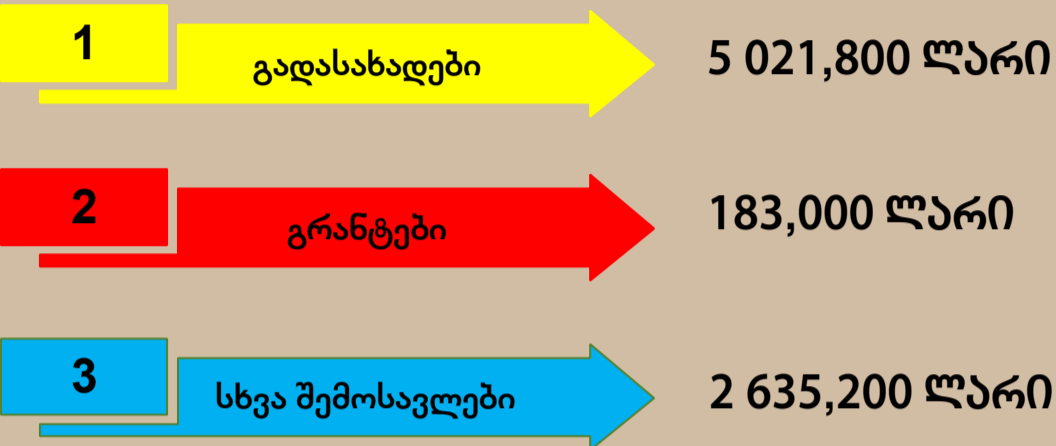 1
გადასახადები
5 021,800 ლარი
2
გრანტები
183,000 ლარი
3
სხვა შემოსავლები
2 635,200 ლარი